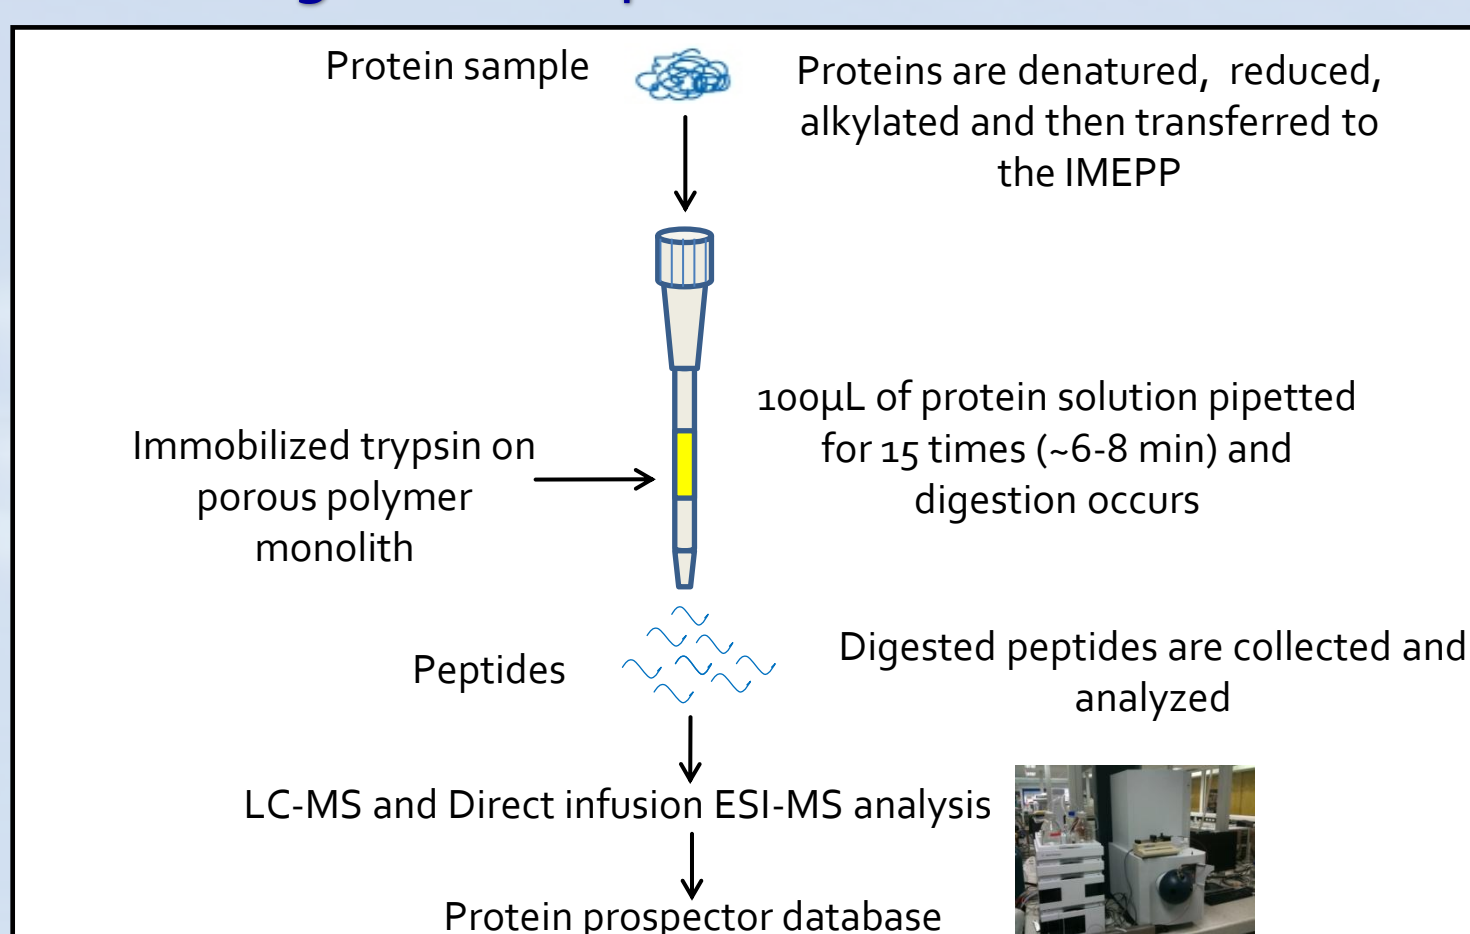 Protein sample
Proteins are denatured, reduced,
alkylated and then transferred to
the IMEPP
100µL of protein solution pipetted
for 15 times (~6-8 min) and
digestion occurs
Immobilized trypsin on
porous polymer
monolith
Peptides
Digested peptides are collected and
analyzed
LC-MS and Direct infusion ESI-MS analysis
Protein prospector database